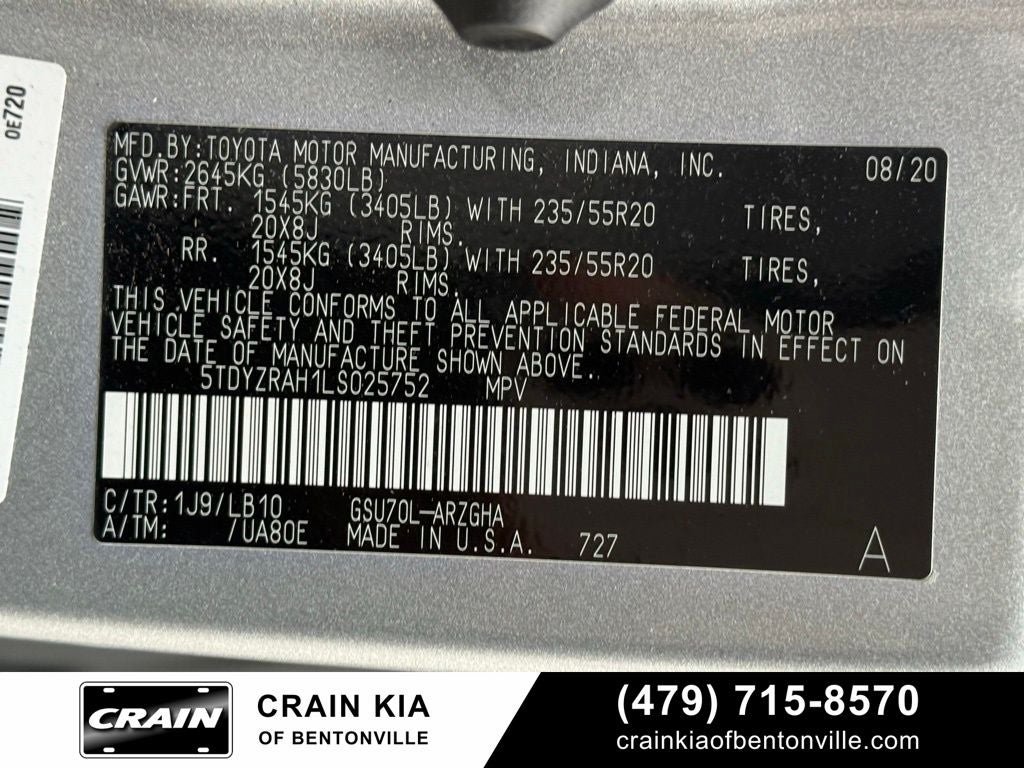 0E720
MFD.BY:TOYOTA MOTOR MANUFACTURING, INDIANA, INC. 08/20
GVWR:2645KG (5830LB)
GAWR:FRT. 1545KG (3405LB) WITH 235/55R20 TIRES,
20X8J RIMS.
RR. 1545KG (3405LB) WITH 235/55R20 TIRES,
20X8J RIMS.
THIS VEHICLE CONFORMS TO ALL APPLICABLE FEDERAL MOTOR
VEHICLE SAFETY AND THEFT PREVENTION STANDARDS IN EFFECT ON
THE DATE OF MANUFACTURE SHOWN ABOVE.
5TDYZRAH1LS025752 MPV
C/TR:1J9/LB10 GSU70L-ARZGHA
A/TM: /UA80E MADE IN U.S.A. 727 A
CRAIN
CRAIN KIA
OF BENTONVILLE
(479) 715-8570
crainkiaofbentonville.com